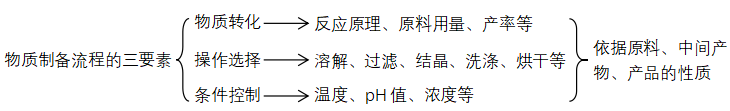 物质转化 反应原理、原料用量、产率等
物质制备流程的三要素 操作选择 溶解、过滤、结晶、洗涤、烘干等 依据原料、中间产
物、产品的性质
条件控制 温度、pH 值、浓度等